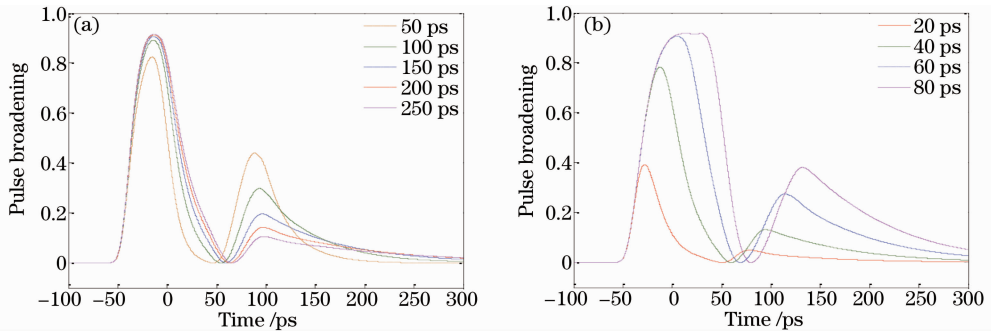 (a)
50 ps
100 ps
150 ps
200 ps
250 ps
Pulse broadening
1.0
0.8
0.6
0.4
0.2
0
−100
−50
0
50
100
150
200
250
300
Time /ps
(b)
20 ps
40 ps
60 ps
80 ps
Pulse broadening
1.0
0.8
0.6
0.4
0.2
0
−100
−50
0
50
100
150
200
250
300
Time /ps